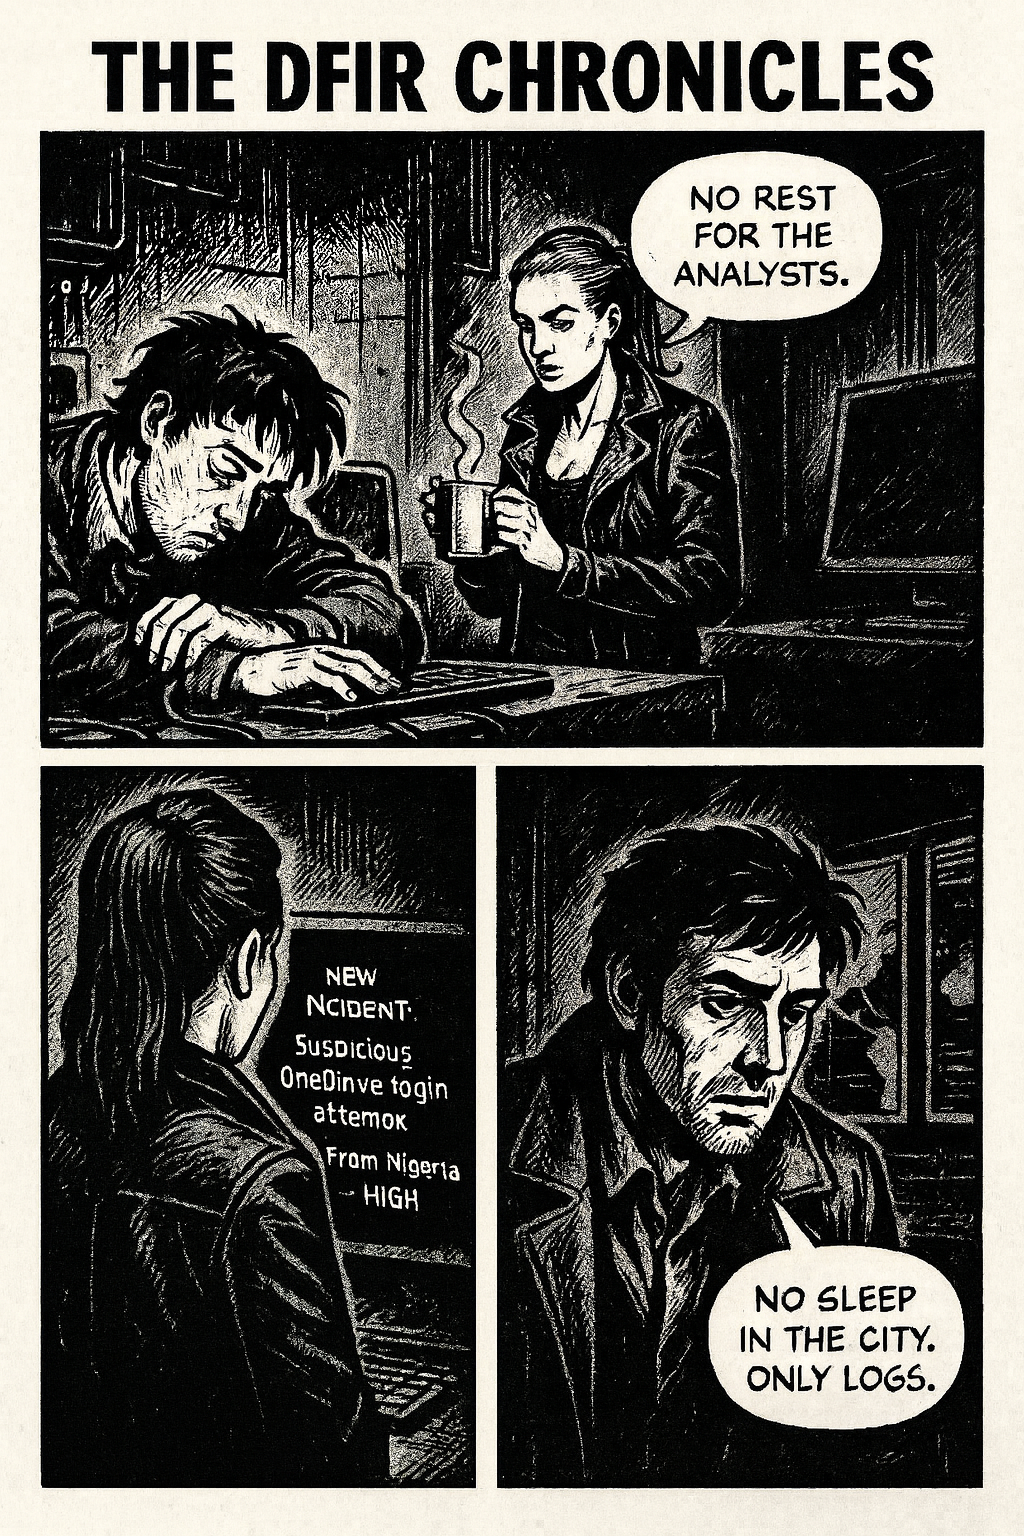 THE DFIR CHRONICLES
NO REST
FOR THE
ANALYSTS.
NEW
NCIDENT:
Suspicious
OneDinve togin
attemok
From Nigeria
- HIGH
NO SLEEP
IN THE CITY.
ONLY LOGS.